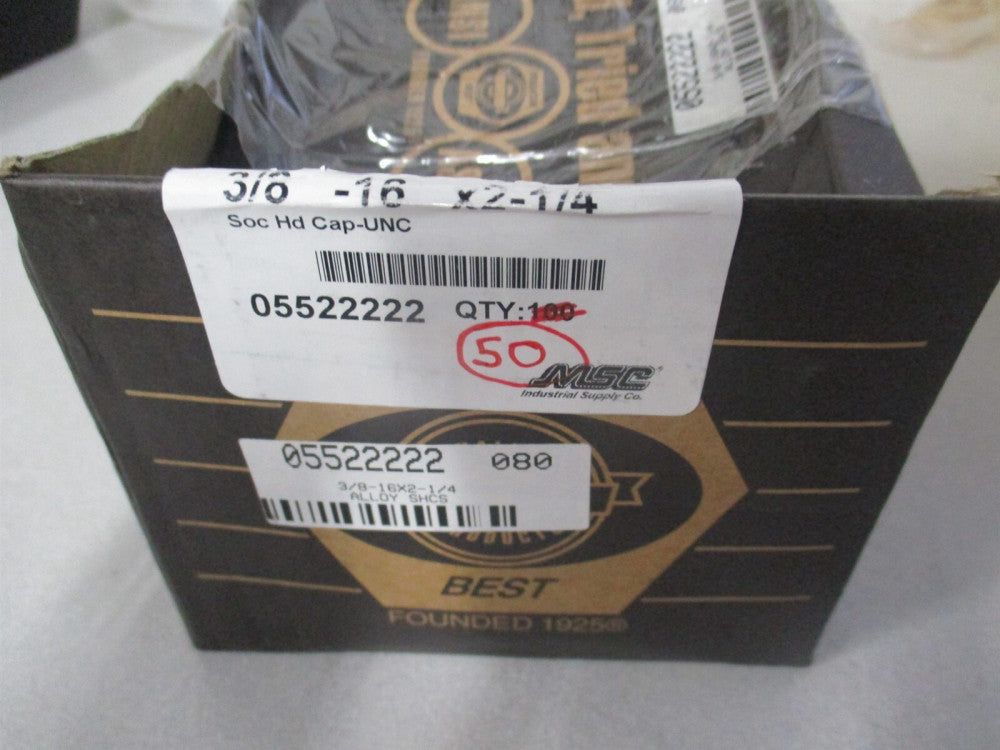 05522222
3/8 -16 x2-1/4
Soc Hd Cap-UNC
05522222 QTY:100
50
MSC
Industrial Supply Co.
05522222 080
3/8-16X2-1/4
ALLOY SHCS
BEST
FOUNDED 1925®